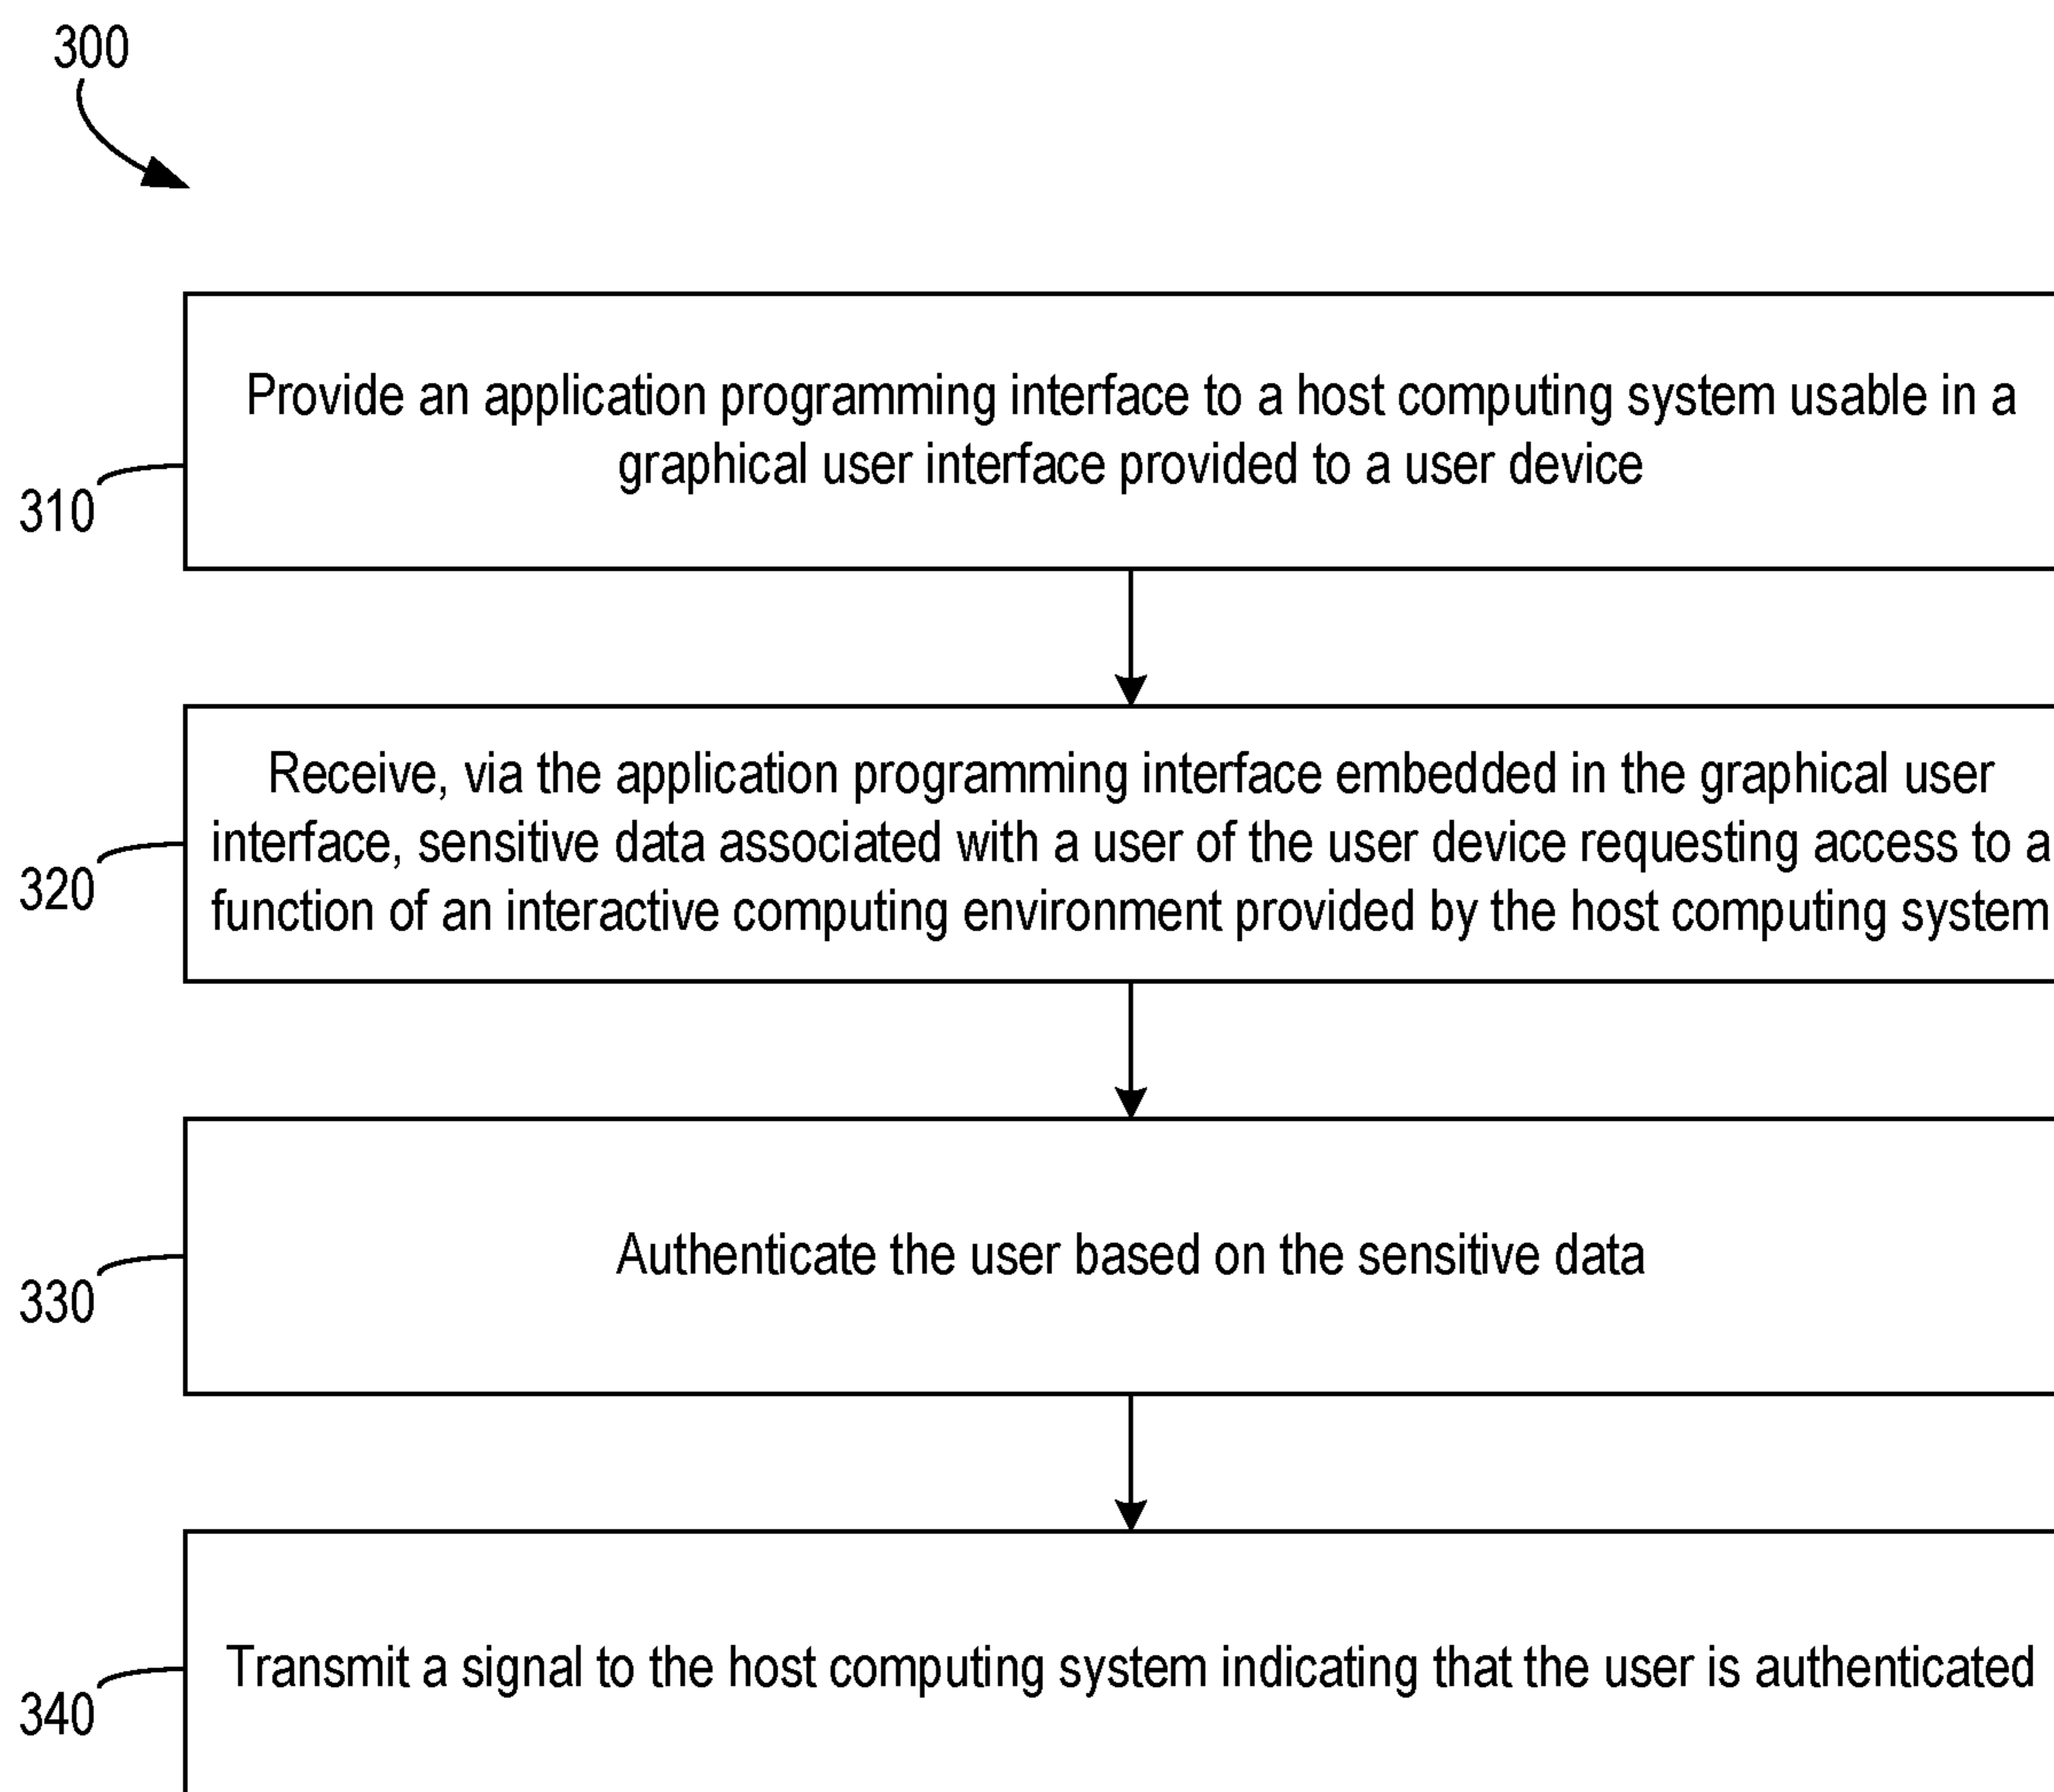 300
Provide an application programming interface to a host computing system usable in a
graphical user interface provided to a user device
310
Receive, via the application programming interface embedded in the graphical user
interface, sensitive data associated with a user of the user device requesting access to a
function of an interactive computing environment provided by the host computing system
320
Authenticate the user based on the sensitive data
330
Transmit a signal to the host computing system indicating that the user is authenticated
340